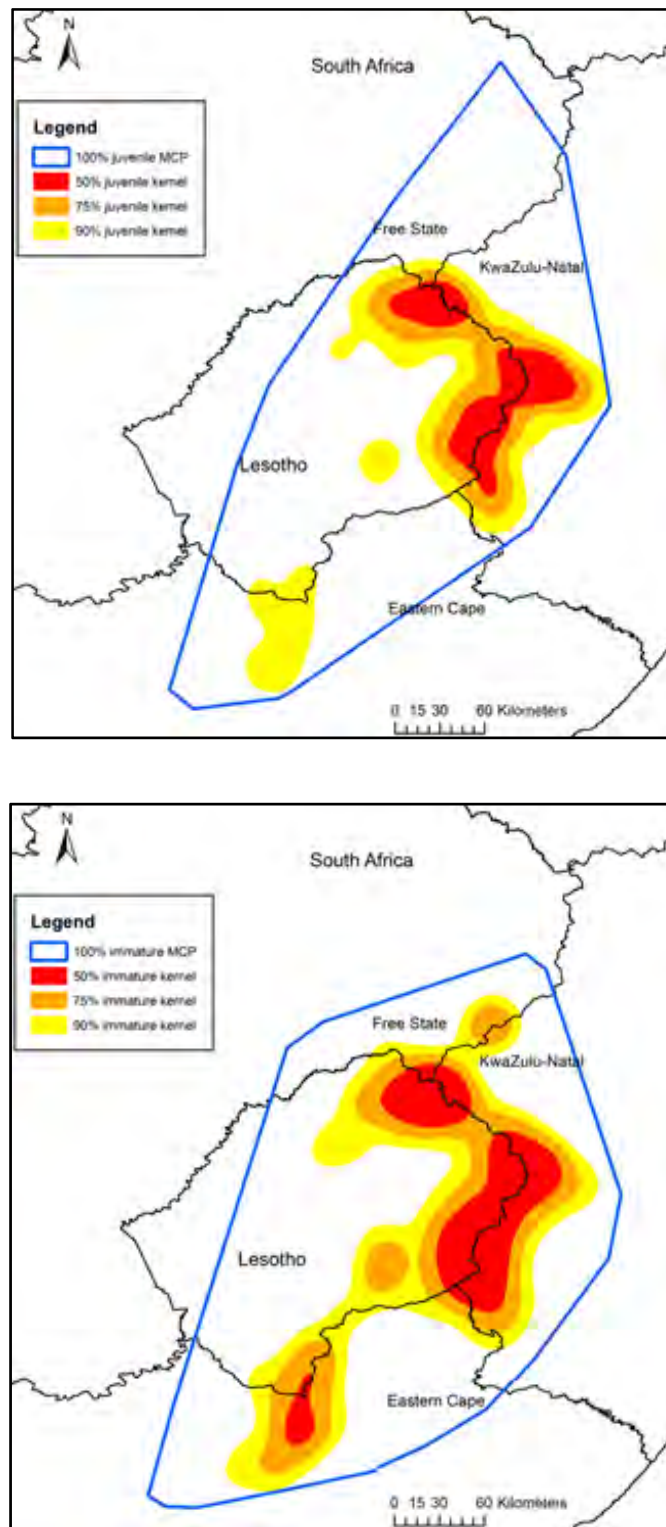 N
South Africa
Legend
100% juvenile MCP
50% juvenile kernel
75% juvenile kernel
90% juvenile kernel
Free State
KwaZulu-Natal
Lesotho
Eastern Cape
0 15 30 60 Kilometers
N
South Africa
Legend
100% immature MCP
50% immature kernel
75% immature kernel
90% immature kernel
Free State
KwaZulu-Natal
Lesotho
Eastern Cape
0 15 30 60 Kilometers